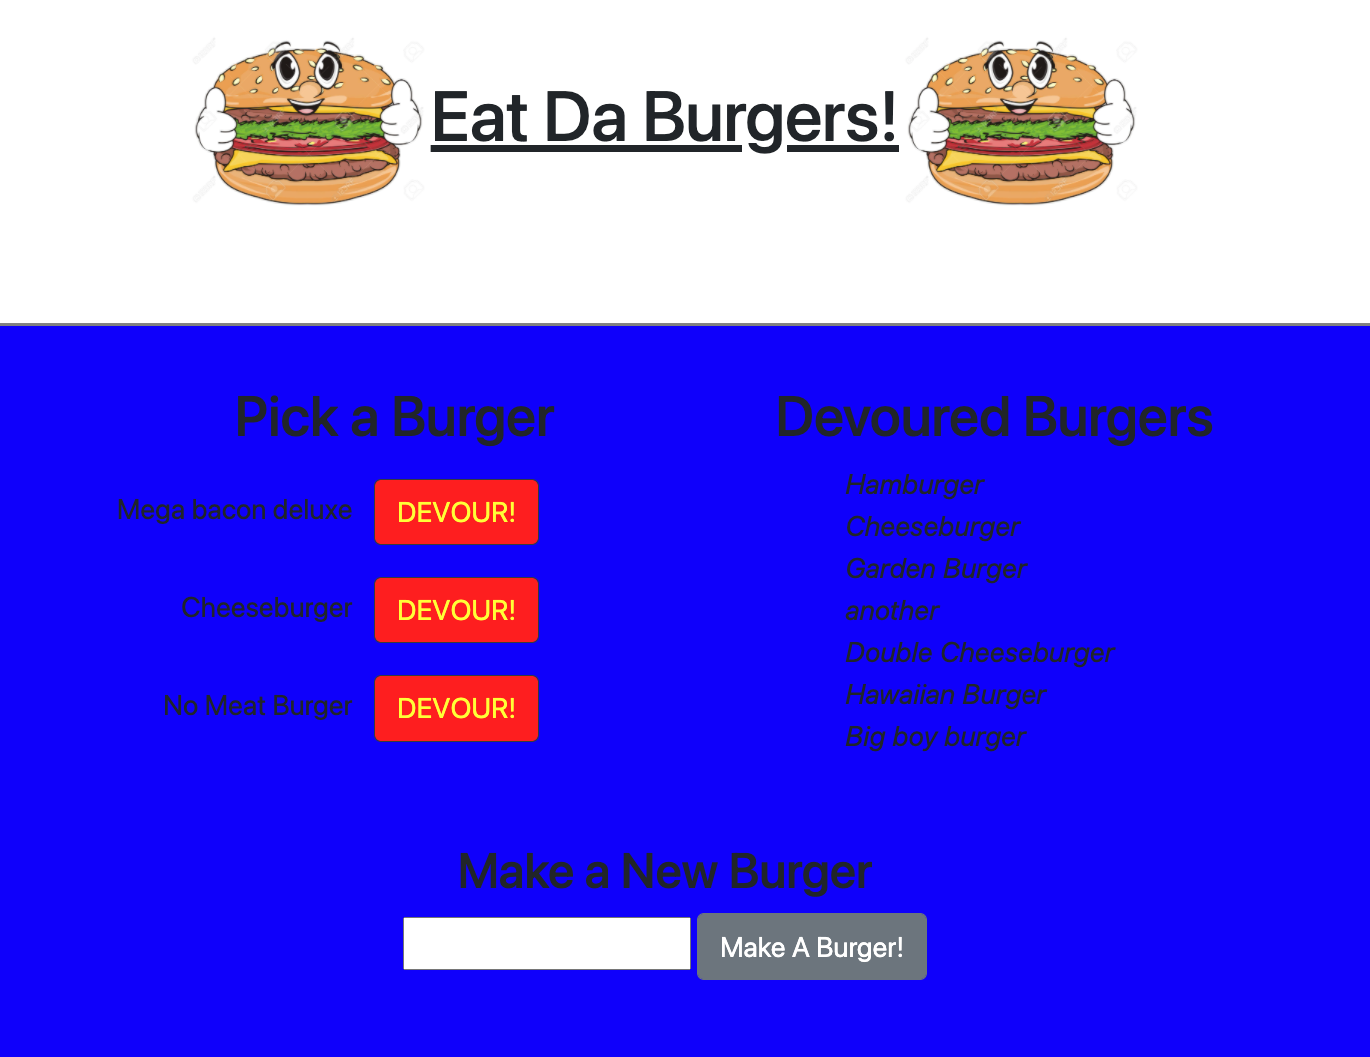 Eat Da Burgers!
Pick a Burger
Mega bacon deluxe DEVOUR!
Cheeseburger DEVOUR!
No Meat Burger DEVOUR!
Devoured Burgers
Hamburger
Cheeseburger
Garden Burger
another
Double Cheeseburger
Hawaiian Burger
Big boy burger
Make a New Burger
Make A Burger!